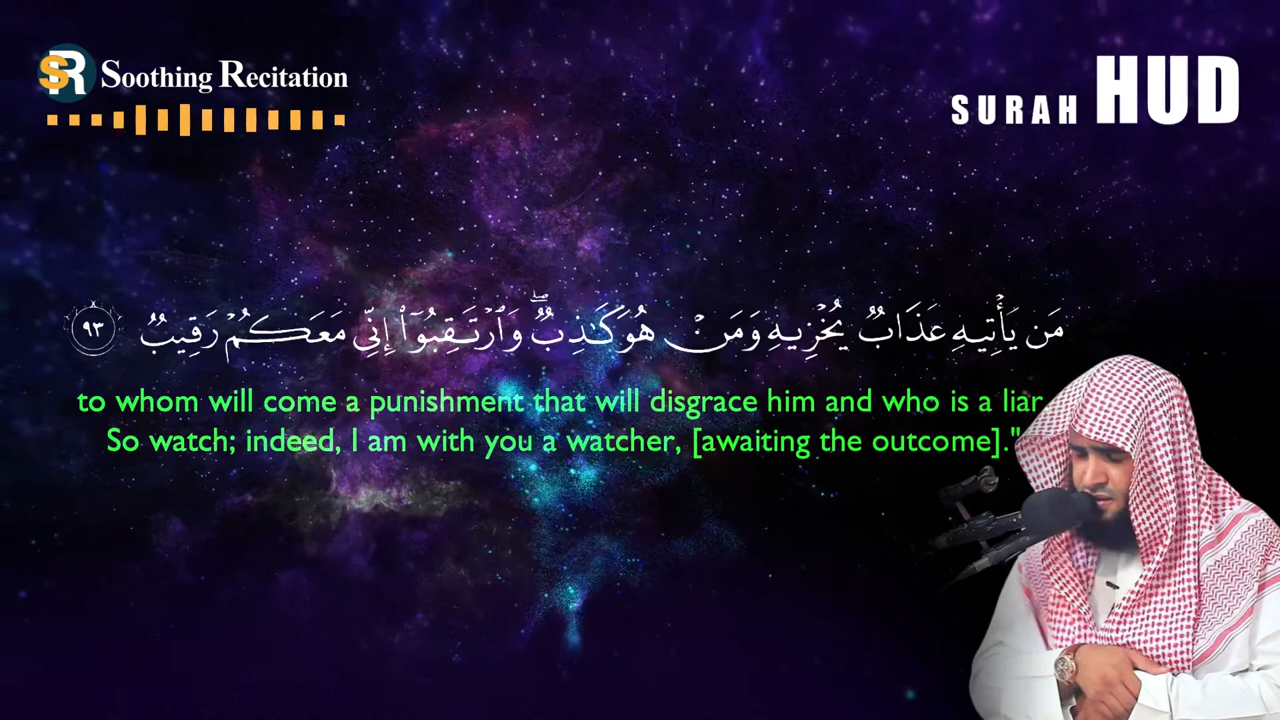 SR Soothing Recitation
SURAH HUD
مَن يَأْتِيهِ عَذَابٌ يُخْزِيهِ وَمَنْ هُوَ كَـٰذِبٌ ۖ وَٱرْتَقِبُوٓا۟ إِنِّى مَعَكُمْ رَقِيبٌ ٩٣
to whom will come a punishment that will disgrace him and who is a liar.
So watch; indeed, I am with you a watcher, [awaiting the outcome]."